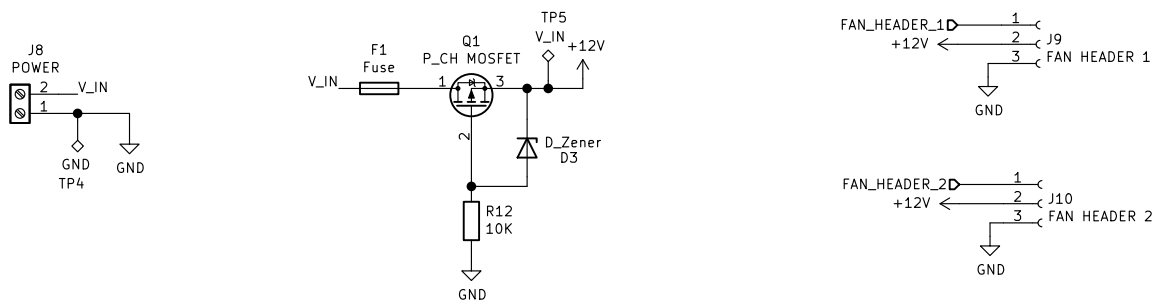 J8
POWER
2
V_IN
1
GND
TP4
GND
F1
Fuse
V_IN
Q1
P_CH MOSFET
1
3
2
TP5
V_IN
+12V
D_Zener
D3
R12
10K
GND
FAN_HEADER_1
1
+12V
2
J9
3
FAN HEADER 1
GND
FAN_HEADER_2
1
+12V
2
J10
3
FAN HEADER 2
GND